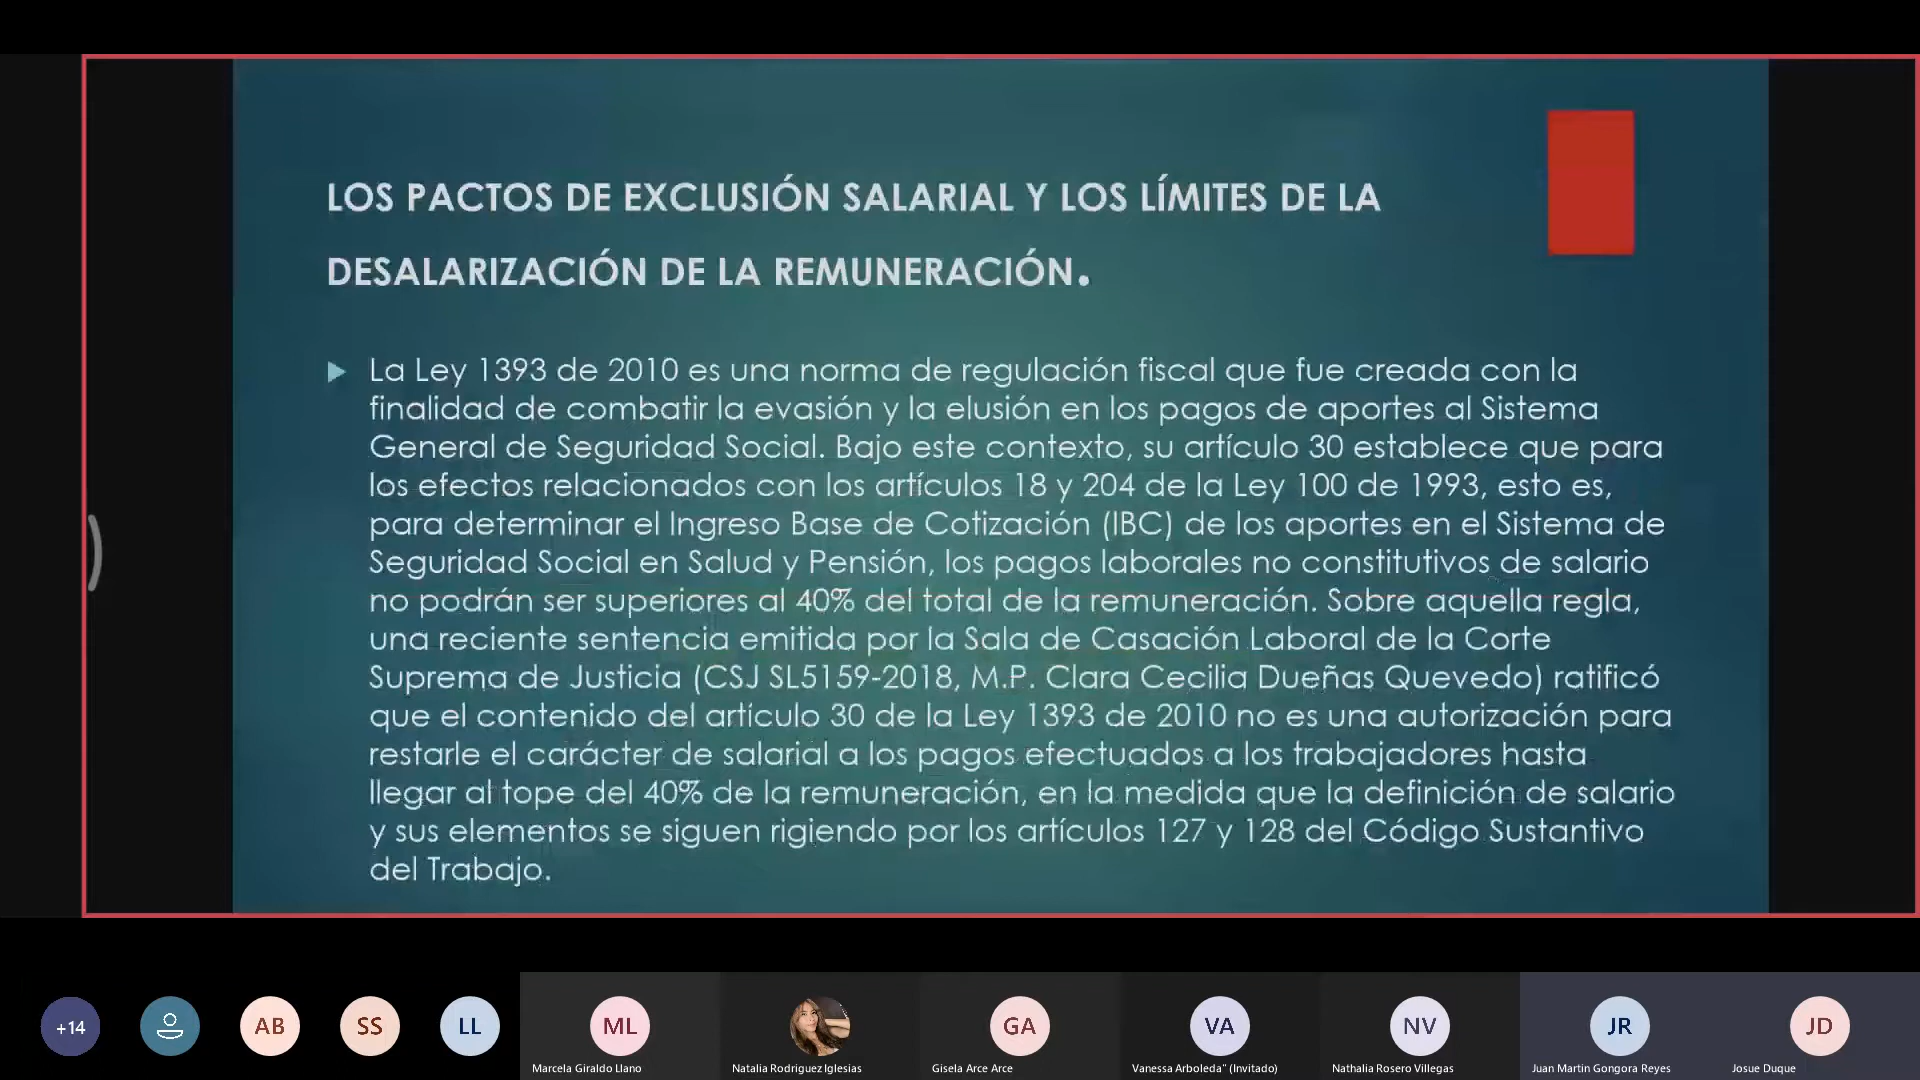 LOS PACTOS DE EXCLUSIÓN SALARIAL Y LOS LÍMITES DE LA
DESALARIZACIÓN DE LA REMUNERACIÓN.
La Ley 1393 de 2010 es una norma de regulación fiscal que fue creada con la
finalidad de combatir la evasión y la elusión en los pagos de aportes al Sistema
General de Seguridad Social. Bajo este contexto, su artículo 30 establece que para
los efectos relacionados con los artículos 18 y 204 de la Ley 100 de 1993, esto es,
para determinar el Ingreso Base de Cotización (IBC) de los aportes en el Sistema de
Seguridad Social en Salud y Pensión, los pagos laborales no constitutivos de salario
no podrán ser superiores al 40% del total de la remuneración. Sobre aquella regla,
una reciente sentencia emitida por la Sala de Casación Laboral de la Corte
Suprema de Justicia (CSJ SL5159-2018, M.P. Clara Cecilia Dueñas Quevedo) ratificó
que el contenido del artículo 30 de la Ley 1393 de 2010 no es una autorización para
restarle el carácter de salarial a los pagos efectuados a los trabajadores hasta
llegar al tope del 40% de la remuneración, en la medida que la definición de salario
y sus elementos se siguen rigiendo por los artículos 127 y 128 del Código Sustantivo
del Trabajo.
+14
AB
SS
LL
ML
GA
VA
NV
JR
JD
Marcela Giraldo Llano
Natalia Rodriguez Iglesias
Gisela Arce Arce
Vanessa Arboleda" (Invitado)
Nathalia Rosero Villegas
Juan Martin Gongora Reyes
Josue Duque